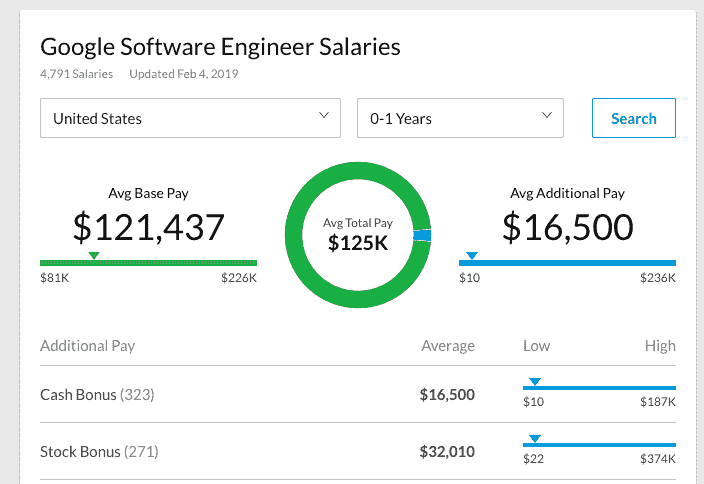 Google Software Engineer Salaries
4,791 Salaries Updated Feb 4, 2019
United States 0-1 Years Search
Avg Base Pay
$121,437
$81K $226K
Avg Total Pay
$125K
Avg Additional Pay
$16,500
$10 $236K
Additional Pay Average Low High
Cash Bonus (323) $16,500
$10 $187K
Stock Bonus (271) $32,010
$22 $374K